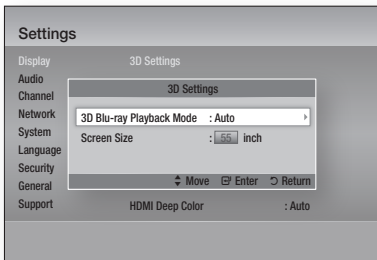 Settings
Display
3D Settings
Audio
Channel
Network
System
Language
Security
General
Support
3D Settings
3D Blu-ray Playback Mode : Auto
Screen Size : 55 inch
Move Enter Return
HDMI Deep Color : Auto